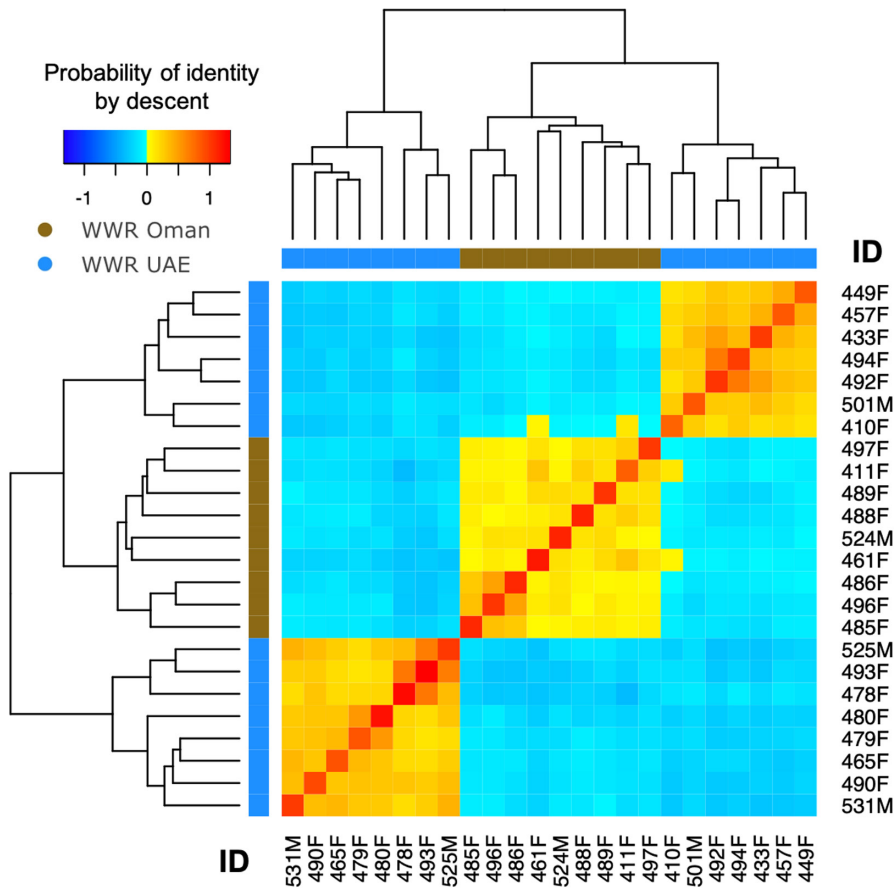 Probability of identity
by descent
-1 0 1
WWR Oman
WWR UAE
ID
449F
457F
433F
494F
492F
501M
410F
497F
411F
489F
488F
524M
461F
486F
496F
485F
525M
493F
478F
480F
479F
465F
490F
531M
ID
531M
490F
465F
479F
480F
478F
493F
525M
485F
496F
486F
461F
524M
488F
489F
411F
497F
410F
501M
492F
494F
433F
457F
449F